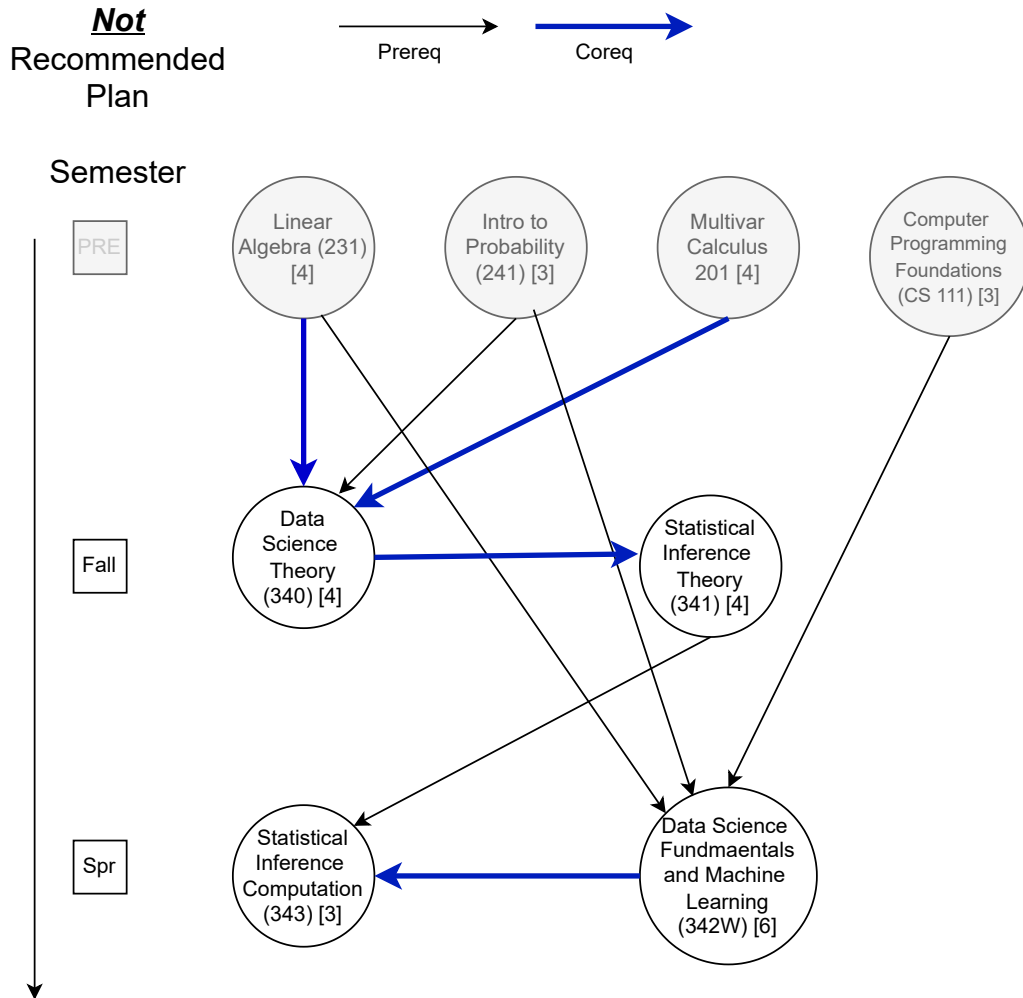 Not
Recommended
Plan
Prereq
Coreq
Semester
PRE
Linear
Algebra (231)
[4]
Intro to
Probability
(241) [3]
Multivar
Calculus
201 [4]
Computer
Programming
Foundations
(CS 111) [3]
Fall
Data
Science
Theory
(340) [4]
Statistical
Inference
Theory
(341) [4]
Spr
Statistical
Inference
Computation
(343) [3]
Data Science
Fundmaentals
and Machine
Learning
(342W) [6]